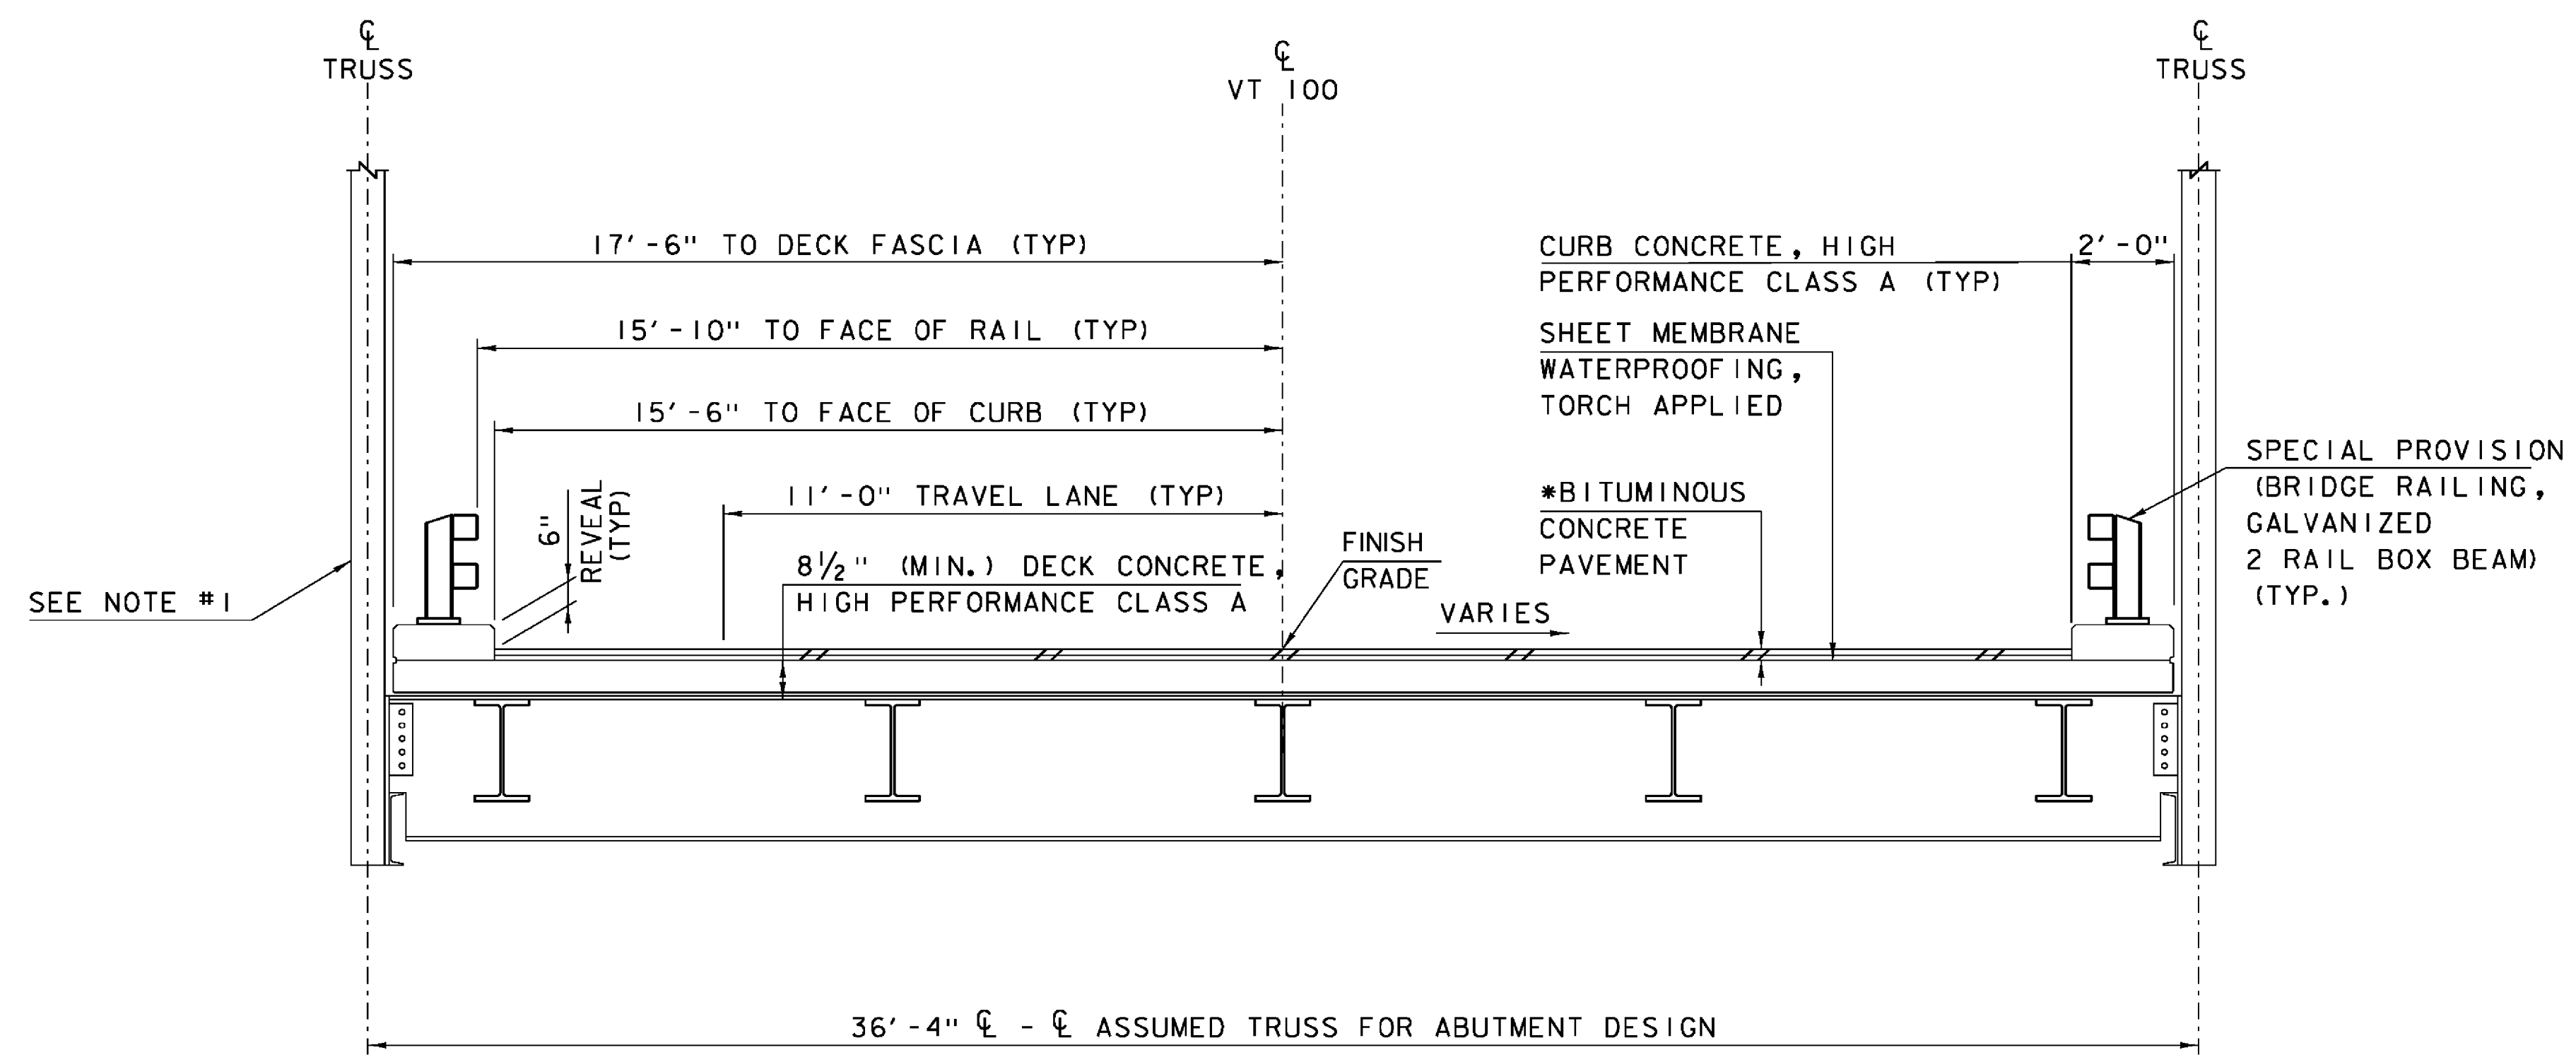 ℄
TRUSS
℄
VT 100
℄
TRUSS
17'-6" TO DECK FASCIA (TYP)
15'-10" TO FACE OF RAIL (TYP)
15'-6" TO FACE OF CURB (TYP)
11'-0" TRAVEL LANE (TYP)
6"
REVEAL
(TYP)
8½" (MIN.) DECK CONCRETE,
HIGH PERFORMANCE CLASS A
SEE NOTE #1
FINISH
GRADE
VARIES
CURB CONCRETE, HIGH
PERFORMANCE CLASS A (TYP)
2'-0"
SHEET MEMBRANE
WATERPROOFING,
TORCH APPLIED
*BITUMINOUS
CONCRETE
PAVEMENT
SPECIAL PROVISION
(BRIDGE RAILING,
GALVANIZED
2 RAIL BOX BEAM)
(TYP.)
36'-4" ℄ - ℄ ASSUMED TRUSS FOR ABUTMENT DESIGN